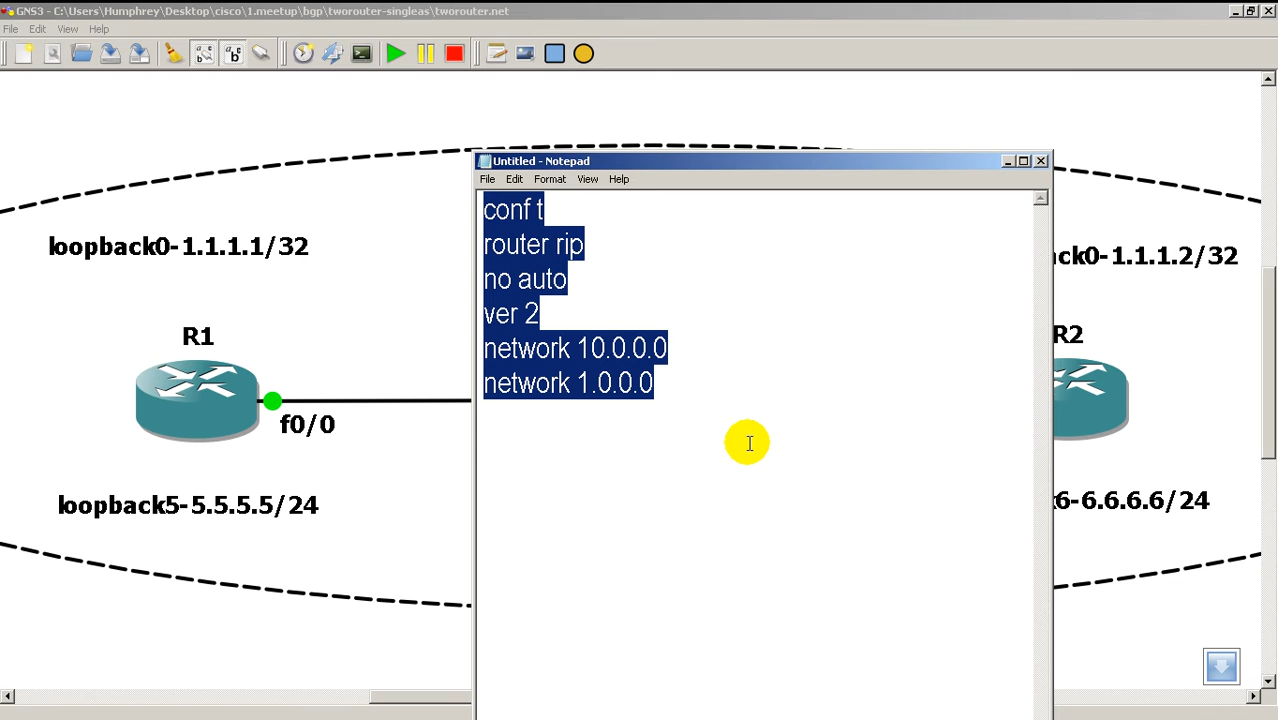 GNS3 - C:\Users\Humphrey\Desktop\cisco\1.meetup\bgp\tworouter-singleas\tworouter.net
File Edit View Help
Untitled - Notepad
File Edit Format View Help
conf t
router rip
no auto
ver 2
network 10.0.0.0
network 1.0.0.0
loopback0-1.1.1.1/32
R1
f0/0
loopback5-5.5.5.5/24
ck0-1.1.1.2/32
R2
6-6.6.6.6/24